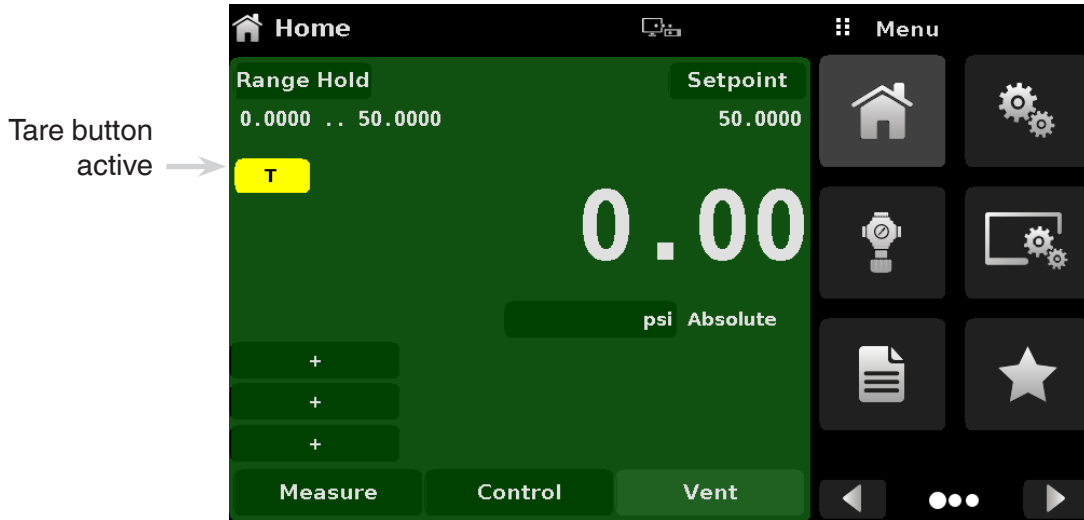 Home
Menu
Range Hold
Setpoint
0.0000 .. 50.0000
50.0000
Tare button
active
T
0.00
psi Absolute
+
+
+
Measure
Control
Vent